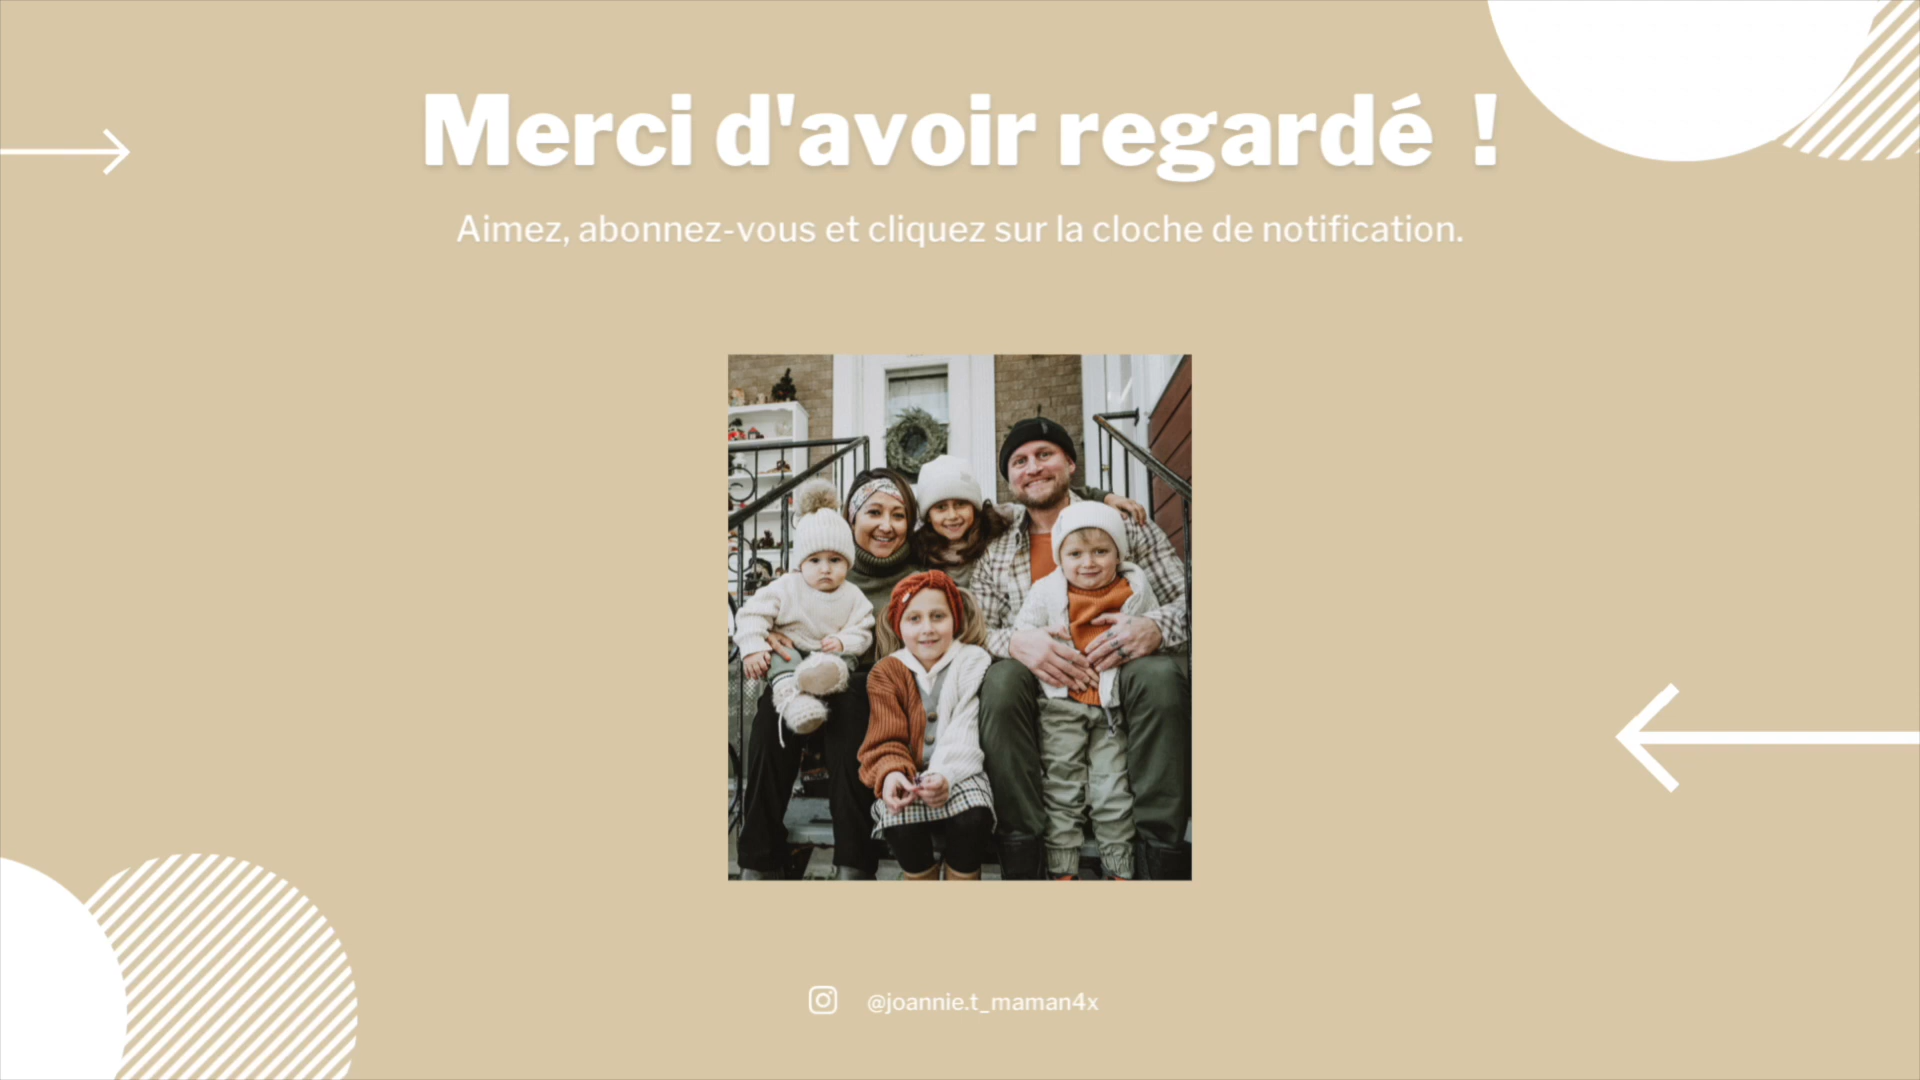 Merci d'avoir regardé !
Aimez, abonnez-vous et cliquez sur la cloche de notification.
@joannie.t_maman4x